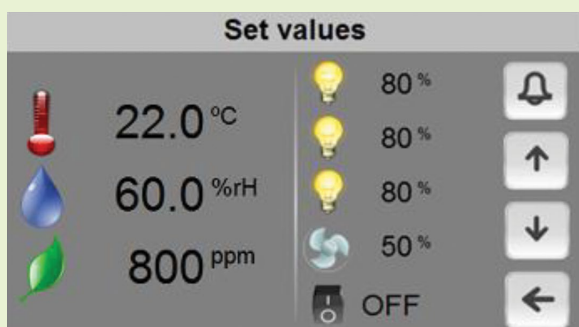 Set values
22.0 °C
60.0 %rH
800 ppm
80 %
80 %
80 %
50 %
OFF